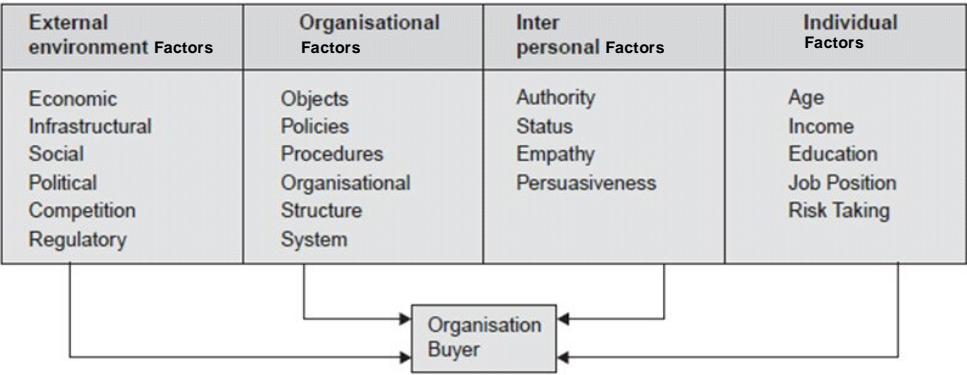 External
environment Factors
Organisational
Factors
Inter
personal Factors
Individual
Factors
Economic
Infrastructural
Social
Political
Competition
Regulatory
Objects
Policies
Procedures
Organisational
Structure
System
Authority
Status
Empathy
Persuasiveness
Age
Income
Education
Job Position
Risk Taking
Organisation
Buyer